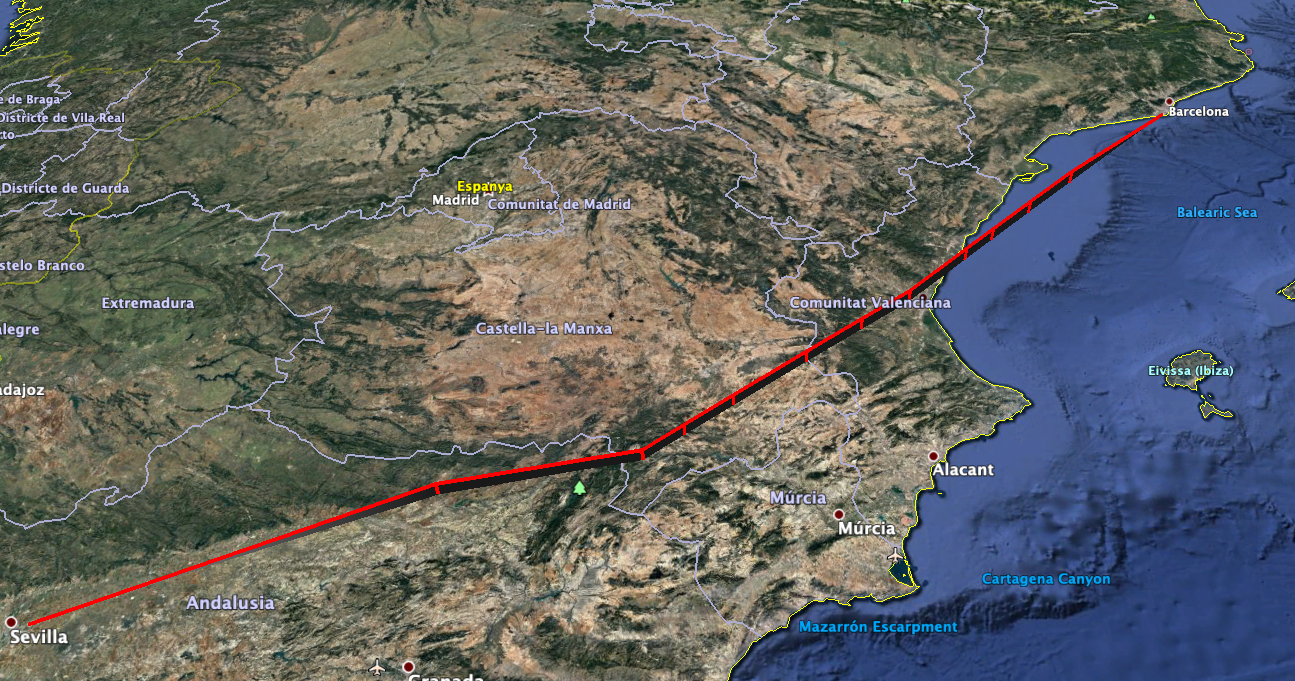 e de Braga
Districte de Vila Real
rto
Barcelona
Districte de Guarda
Espanya
Madrid
Comunitat de Madrid
Balearic Sea
stelo Branco
Extremadura
Comunitat Valenciana
alegre
Castella-la Manxa
Eivissa (Ibiza)
adajoz
Alacant
Múrcia
Múrcia
Cartagena Canyon
Andalusia
Mazarrón Escarpment
Sevilla
Granada